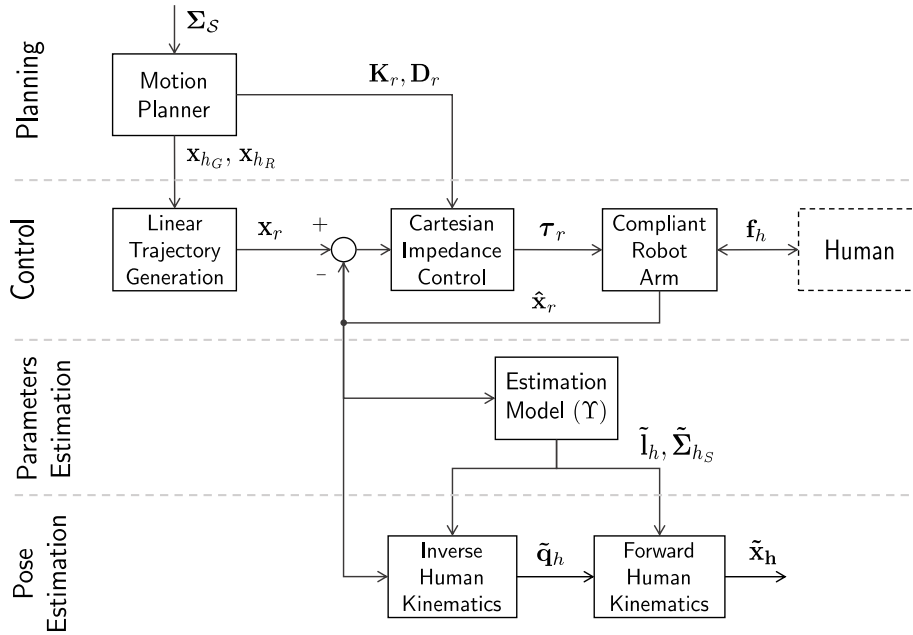 Planning
Σ_S
Motion
Planner
K_r, D_r
x_{h_G}, x_{h_R}
Control
Linear
Trajectory
Generation
x_r
+
−
Cartesian
Impedance
Control
τ_r
Compliant
Robot
Arm
f_h
Human
x̂_r
Parameters
Estimation
Estimation
Model (Υ)
l̃_h, Σ̃_{h_S}
Pose
Estimation
Inverse
Human
Kinematics
q̃_h
Forward
Human
Kinematics
x̃_h